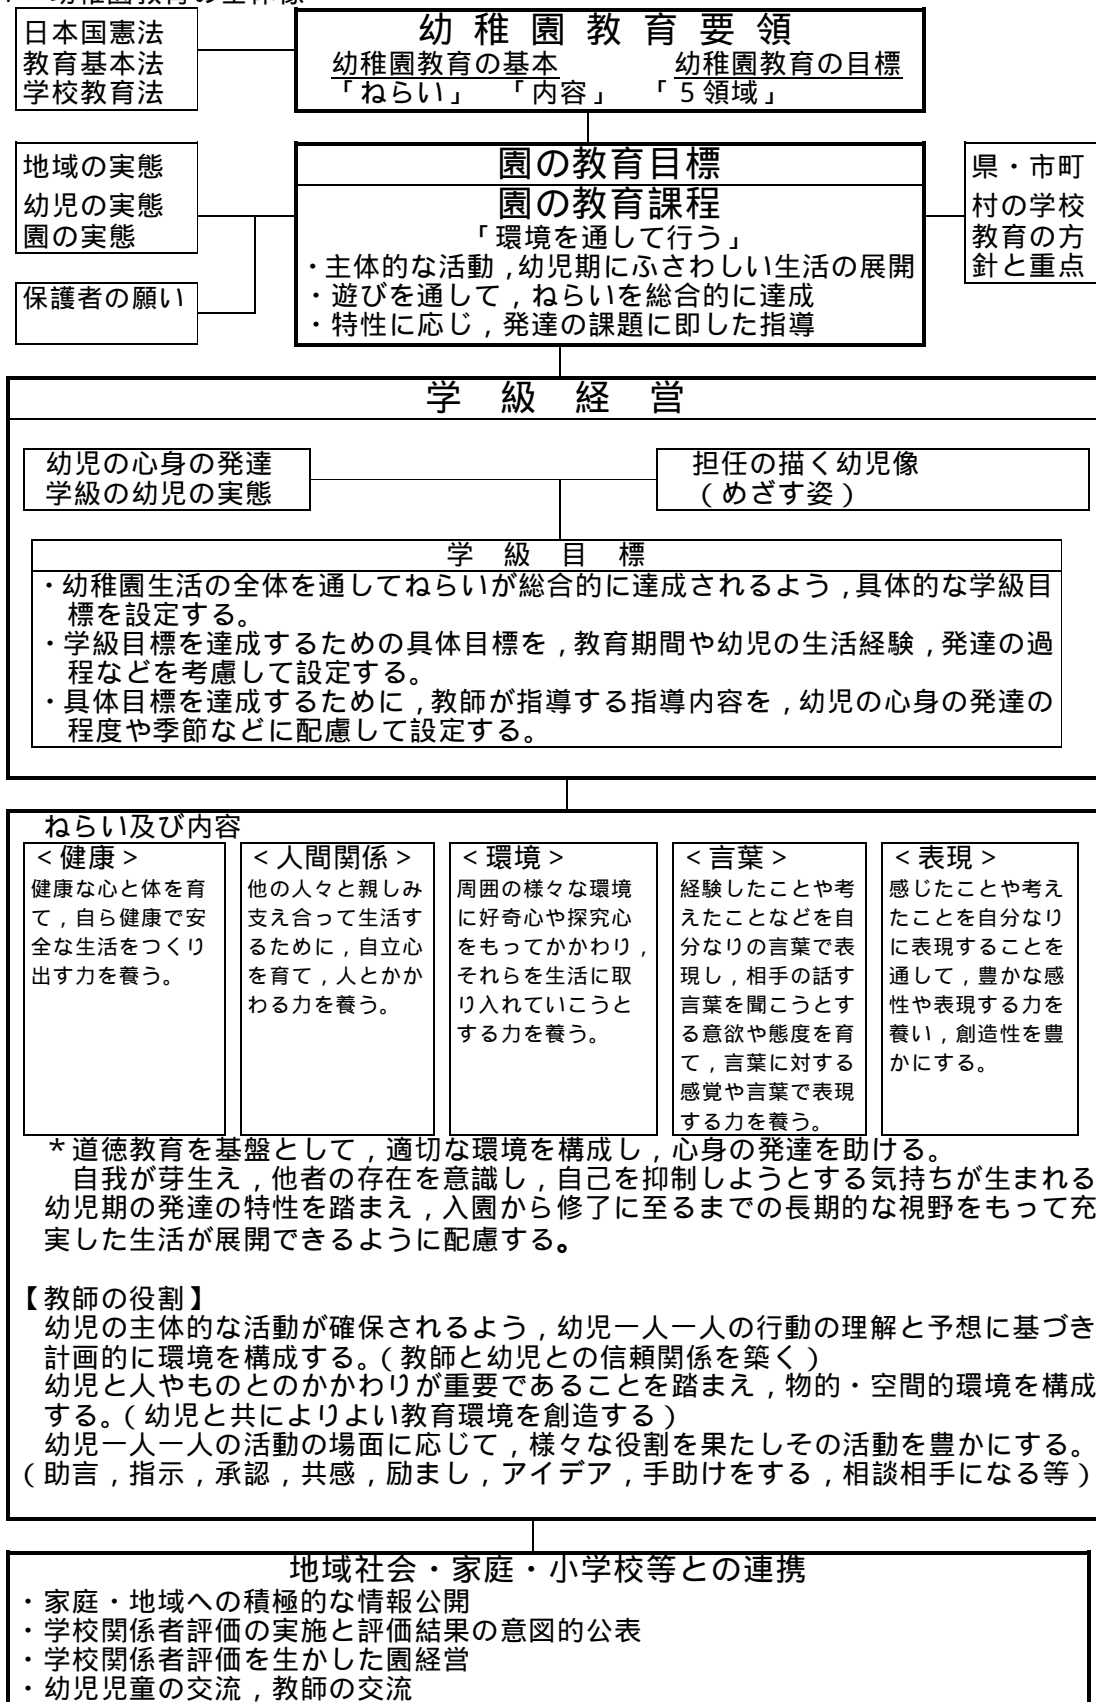 日本国憲法
教育基本法
学校教育法
幼稚園教育要領
幼稚園教育の基本 幼稚園教育の目標
「ねらい」 「内容」 「5領域」
地域の実態
幼児の実態
園の実態
保護者の願い
園の教育目標
園の教育課程
「環境を通して行う」
・主体的な活動,幼児期にふさわしい生活の展開
・遊びを通して,ねらいを総合的に達成
・特性に応じ,発達の課題に即した指導
県・市町
村の学校
教育の方
針と重点
学級経営
幼児の心身の発達
学級の幼児の実態
担任の描く幼児像
(めざす姿)
学級目標
・幼稚園生活の全体を通してねらいが総合的に達成されるよう,具体的な学級目
標を設定する。
・学級目標を達成するための具体目標を,教育期間や幼児の生活経験,発達の過
程などを考慮して設定する。
・具体目標を達成するために,教師が指導する指導内容を,幼児の心身の発達の
程度や季節などに配慮して設定する。
ねらい及び内容
<健康>
健康な心と体を育
て,自ら健康で安
全な生活をつくり
出す力を養う。
<人間関係>
他の人々と親しみ
支え合って生活す
るために,自立心
を育て,人とかか
わる力を養う。
<環境>
周囲の様々な環境
に好奇心や探究心
をもってかかわり,
それらを生活に取
り入れていこうと
する力を養う。
<言葉>
経験したことや考
えたことなどを自
分なりの言葉で表
現し,相手の話す
言葉を聞こうとす
る意欲や態度を育
て,言葉に対する
感覚や言葉で表現
する力を養う。
<表現>
感じたことや考え
たことを自分なり
に表現することを
通して,豊かな感
性や表現する力を
養い,創造性を豊
かにする。
*道徳教育を基盤として,適切な環境を構成し,心身の発達を助ける。
自我が芽生え,他者の存在を意識し,自己を抑制しようとする気持ちが生まれる
幼児期の発達の特性を踏まえ,入園から修了に至るまでの長期的な視野をもって充
実した生活が展開できるように配慮する。
【教師の役割】
幼児の主体的な活動が確保されるよう,幼児一人一人の行動の理解と予想に基づき
計画的に環境を構成する。(教師と幼児との信頼関係を築く)
幼児と人やものとのかかわりが重要であることを踏まえ,物的・空間的環境を構成
する。(幼児と共によりよい教育環境を創造する)
幼児一人一人の活動の場面に応じて,様々な役割を果たしその活動を豊かにする。
(助言,指示,承認,共感,励まし,アイデア,手助けをする,相談相手になる等)
地域社会・家庭・小学校等との連携
・家庭・地域への積極的な情報公開
・学校関係者評価の実施と評価結果の意図的公表
・学校関係者評価を生かした園経営
・幼児児童の交流,教師の交流